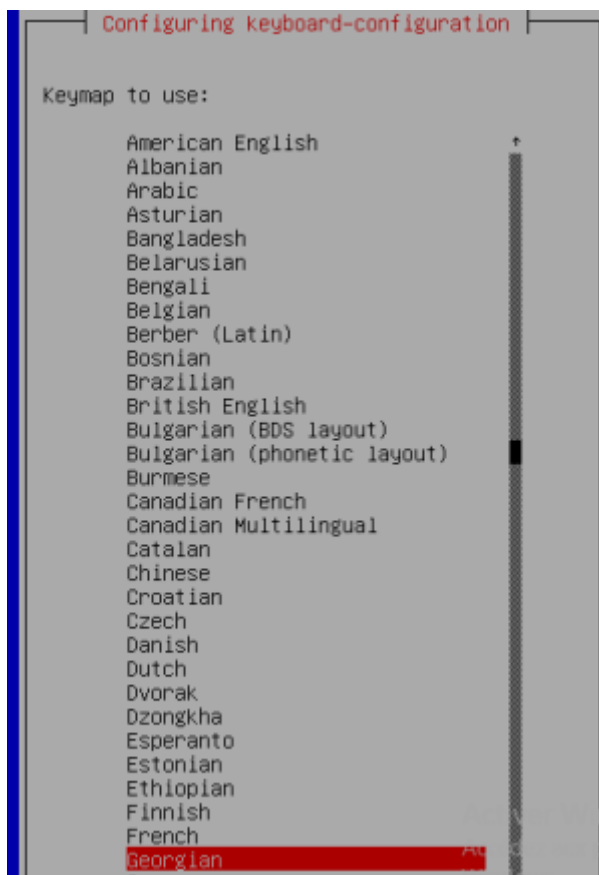 Configuring keyboard-configuration
Keymap to use:
American English
Albanian
Arabic
Asturian
Bangladesh
Belarusian
Bengali
Belgian
Berber (Latin)
Bosnian
Brazilian
British English
Bulgarian (BDS layout)
Bulgarian (phonetic layout)
Burmese
Canadian French
Canadian Multilingual
Catalan
Chinese
Croatian
Czech
Danish
Dutch
Dvorak
Dzongkha
Esperanto
Estonian
Ethiopian
Finnish
French
Georgian